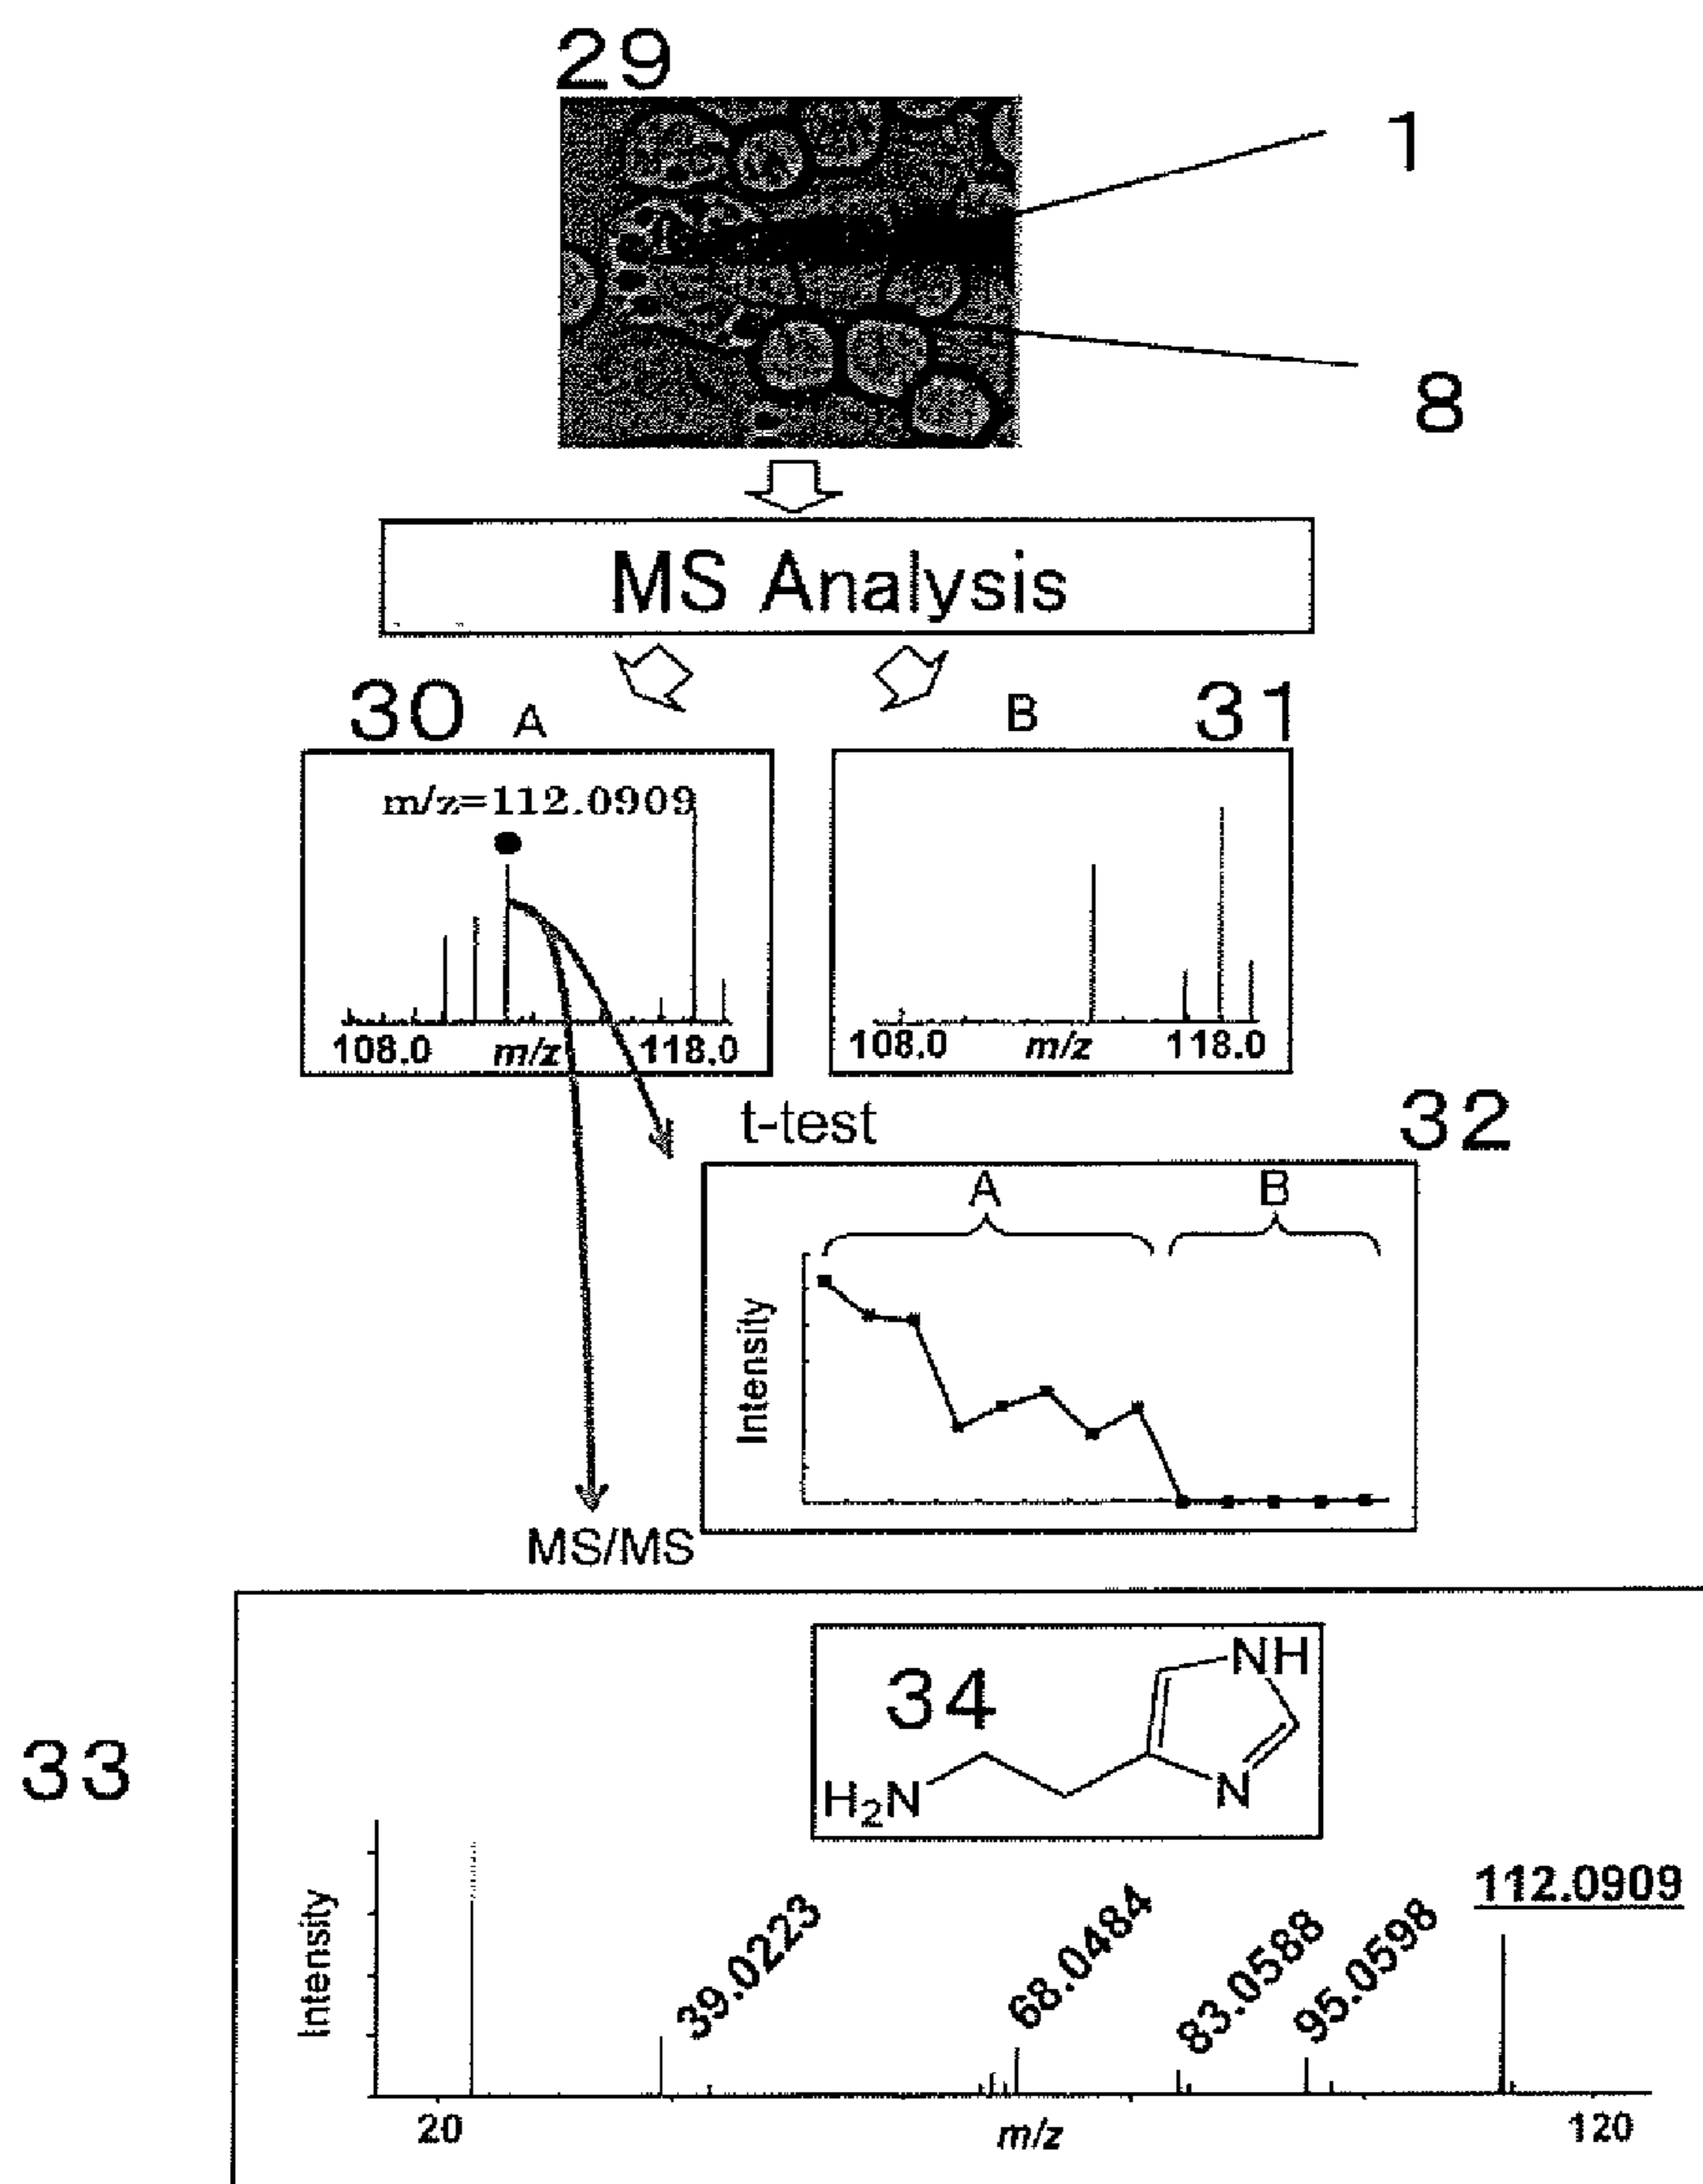 29
1
8
MS Analysis
30 A
B 31
m/z=112.0909
108.0 m/z 118.0
108.0 m/z 118.0
t-test
32
A B
Intensity
MS/MS
33
34
NH
N
H₂N
Intensity
39.0223
68.0484
83.0588
95.0598
112.0909
20 m/z 120